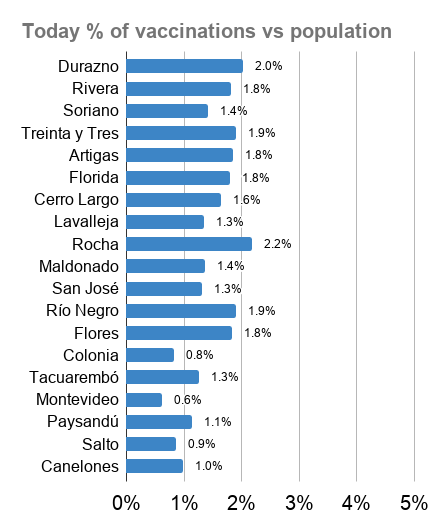 Today % of vaccinations vs population
Durazno 2.0%
Rivera 1.8%
Soriano 1.4%
Treinta y Tres 1.9%
Artigas 1.8%
Florida 1.8%
Cerro Largo 1.6%
Lavalleja 1.3%
Rocha 2.2%
Maldonado 1.4%
San José 1.3%
Río Negro 1.9%
Flores 1.8%
Colonia 0.8%
Tacuarembó 1.3%
Montevideo 0.6%
Paysandú 1.1%
Salto 0.9%
Canelones 1.0%
0% 1% 2% 3% 4% 5%